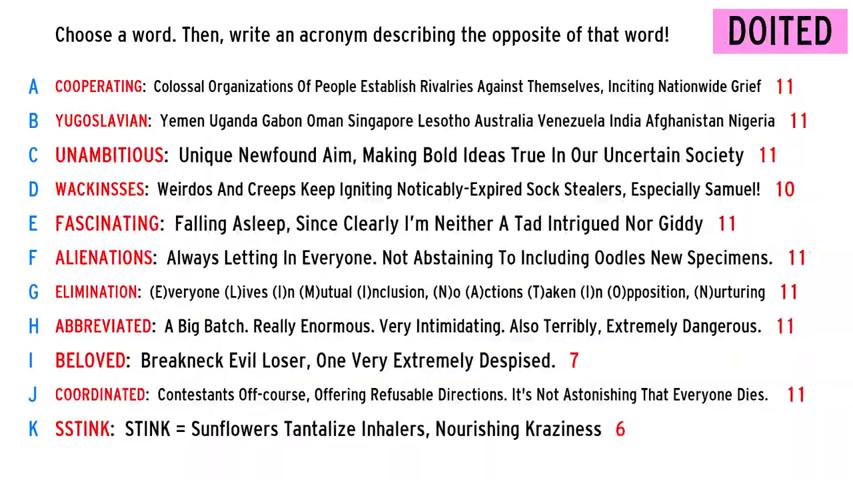 Choose a word. Then, write an acronym describing the opposite of that word!
DOITED
A COOPERATING: Colossal Organizations Of People Establish Rivalries Against Themselves, Inciting Nationwide Grief 11
B YUGOSLAVIAN: Yemen Uganda Gabon Oman Singapore Lesotho Australia Venezuela India Afghanistan Nigeria 11
C UNAMBITIOUS: Unique Newfound Aim, Making Bold Ideas True In Our Uncertain Society 11
D WACKINSSES: Weirdos And Creeps Keep Igniting Noticably-Expired Sock Stealers, Especially Samuel! 10
E FASCINATING: Falling Asleep, Since Clearly I'm Neither A Tad Intrigued Nor Giddy 11
F ALIENATIONS: Always Letting In Everyone. Not Abstaining To Including Oodles New Specimens. 11
G ELIMINATION: (E)veryone (L)ives (I)n (M)utual (I)nclusion, (N)o (A)ctions (T)aken (I)n (O)pposition, (N)urturing 11
H ABBREVIATED: A Big Batch. Really Enormous. Very Intimidating. Also Terribly, Extremely Dangerous. 11
I BELOVED: Breakneck Evil Loser, One Very Extremely Despised. 7
J COORDINATED: Contestants Off-course, Offering Refusable Directions. It's Not Astonishing That Everyone Dies. 11
K SSTINK: STINK = Sunflowers Tantalize Inhalers, Nourishing Kraziness 6